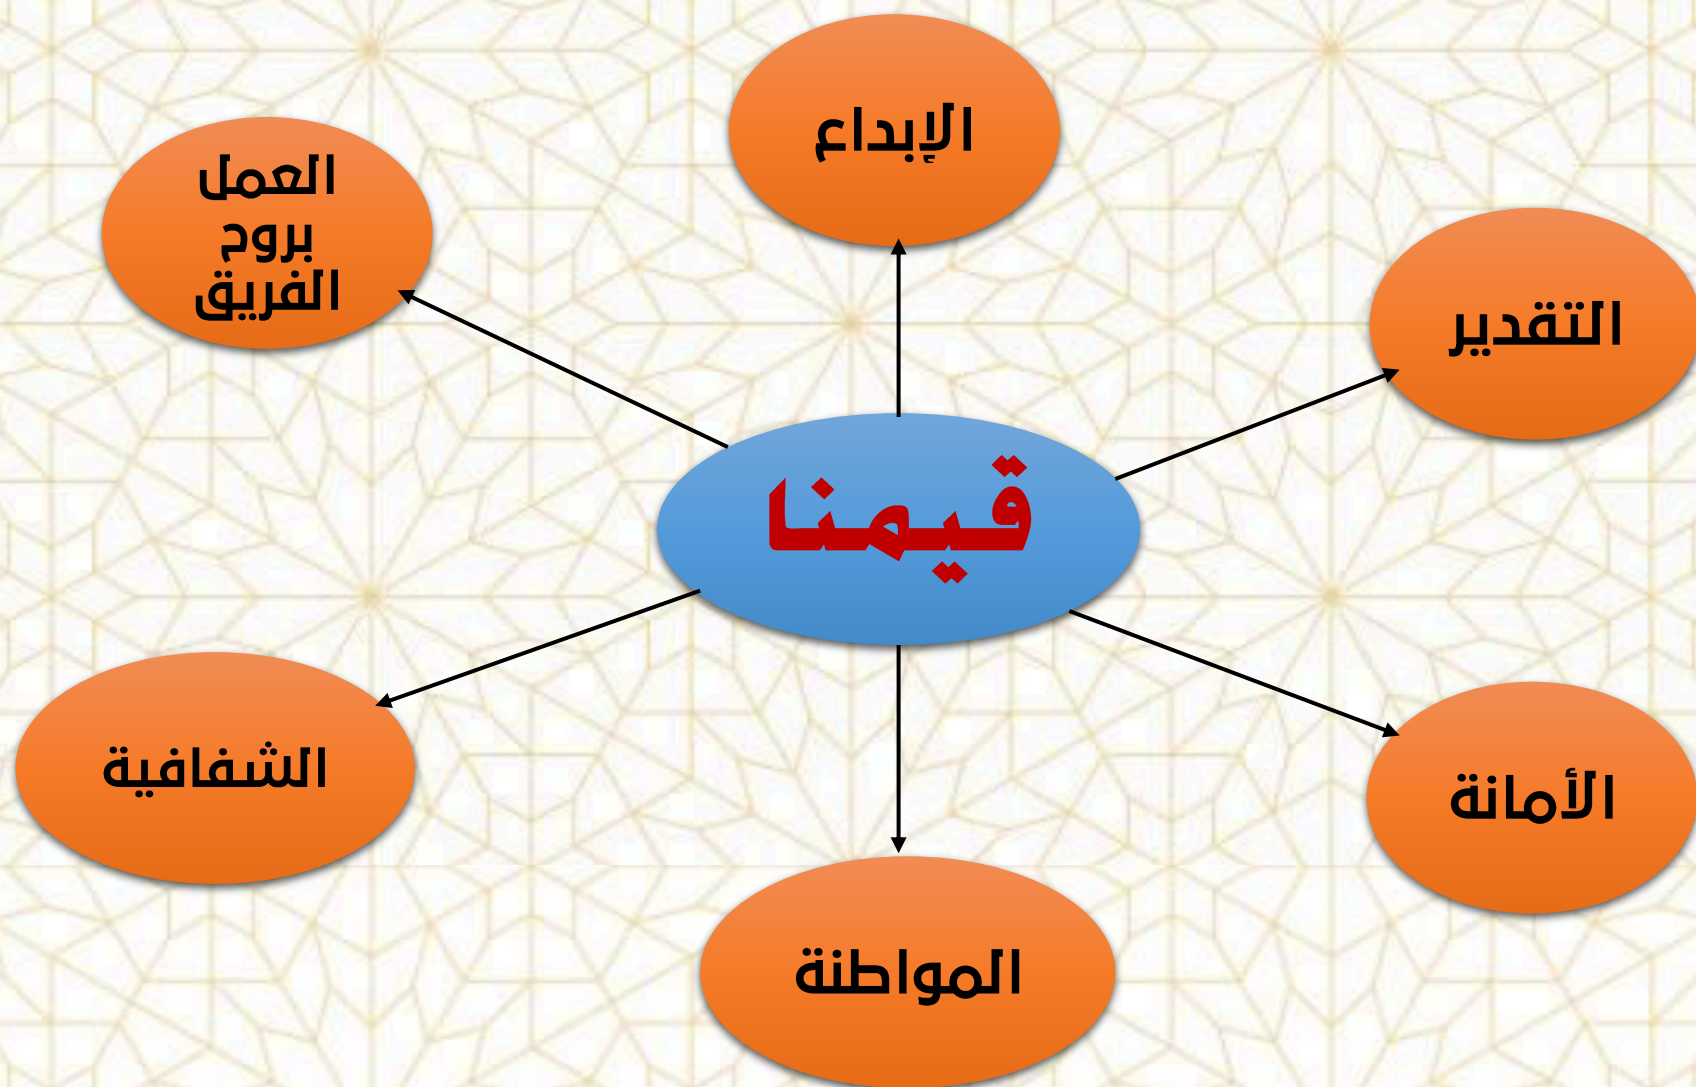 الإبداع
العمل
بروح
الفريق
التقدير
قيمنا
الشفافية
الأمانة
المواطنة